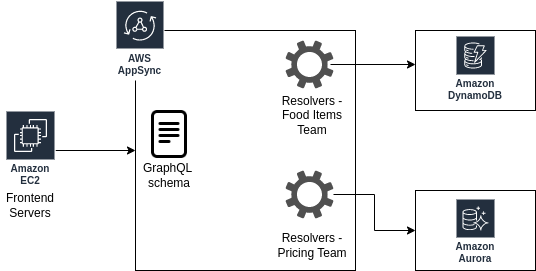 AWS
AppSync
Amazon
EC2
Frontend
Servers
GraphQL
schema
Resolvers -
Food Items
Team
Resolvers -
Pricing Team
Amazon
DynamoDB
Amazon
Aurora